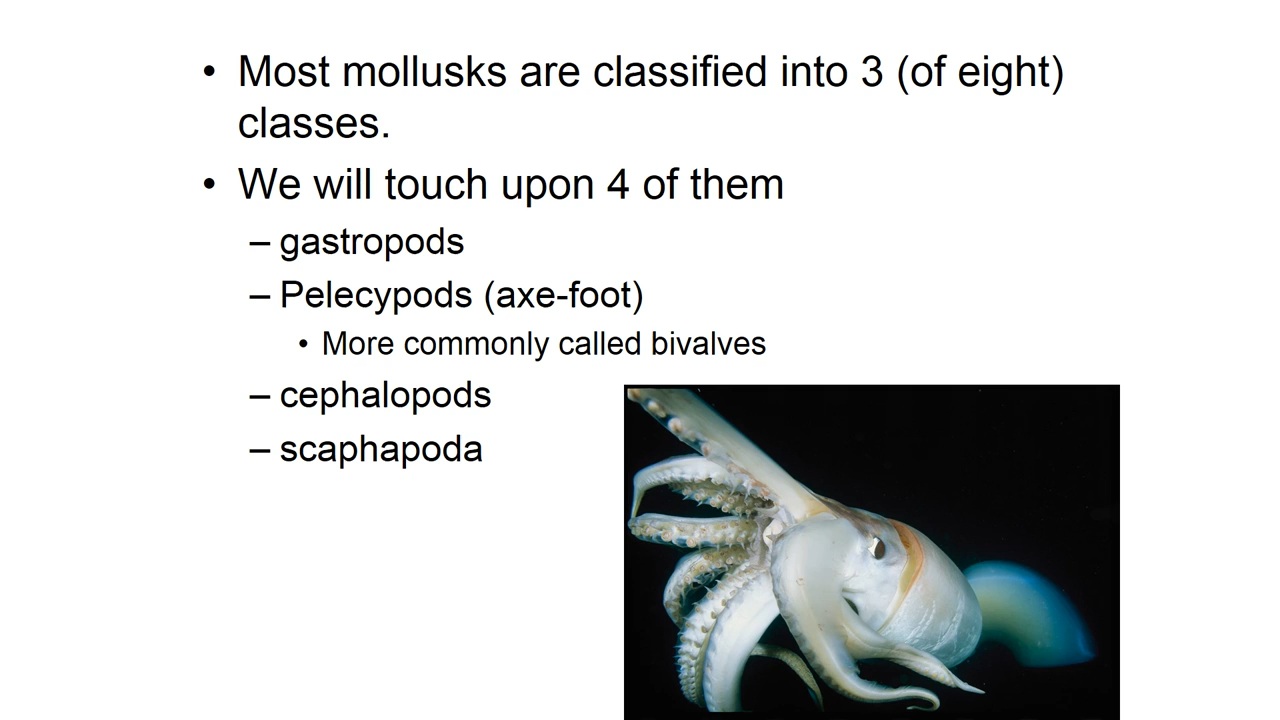 • Most mollusks are classified into 3 (of eight)
classes.
• We will touch upon 4 of them
– gastropods
– Pelecypods (axe-foot)
• More commonly called bivalves
– cephalopods
– scaphapoda